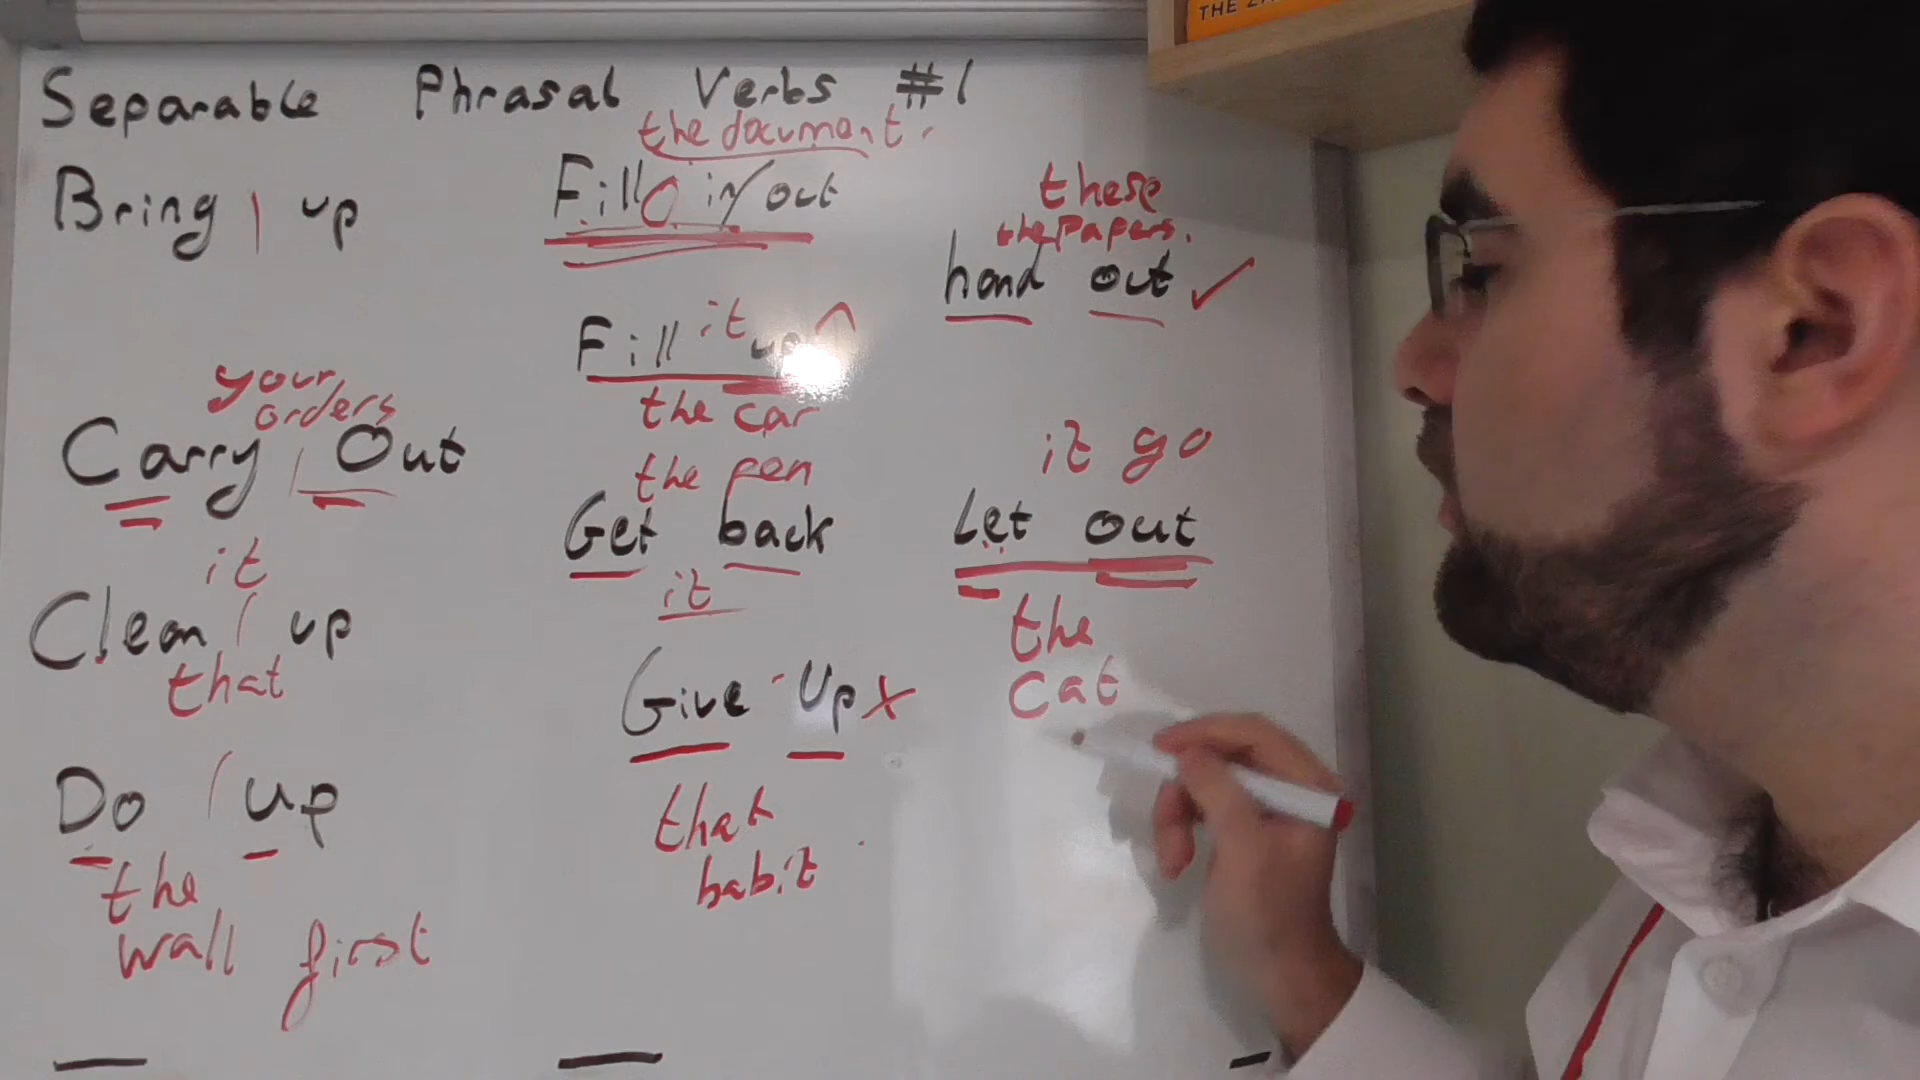 THE
Separable Phrasal Verbs #1
Bring | up
your
orders
Carry | Out
it
Clean | up
that
Do | up
the
wall first
the document.
Fill in/out
it
Fill up
the car
the pen
Get back
it
Give up x
that
babit
these
the papers.
hand out ✓
it go
Let out
the
cat